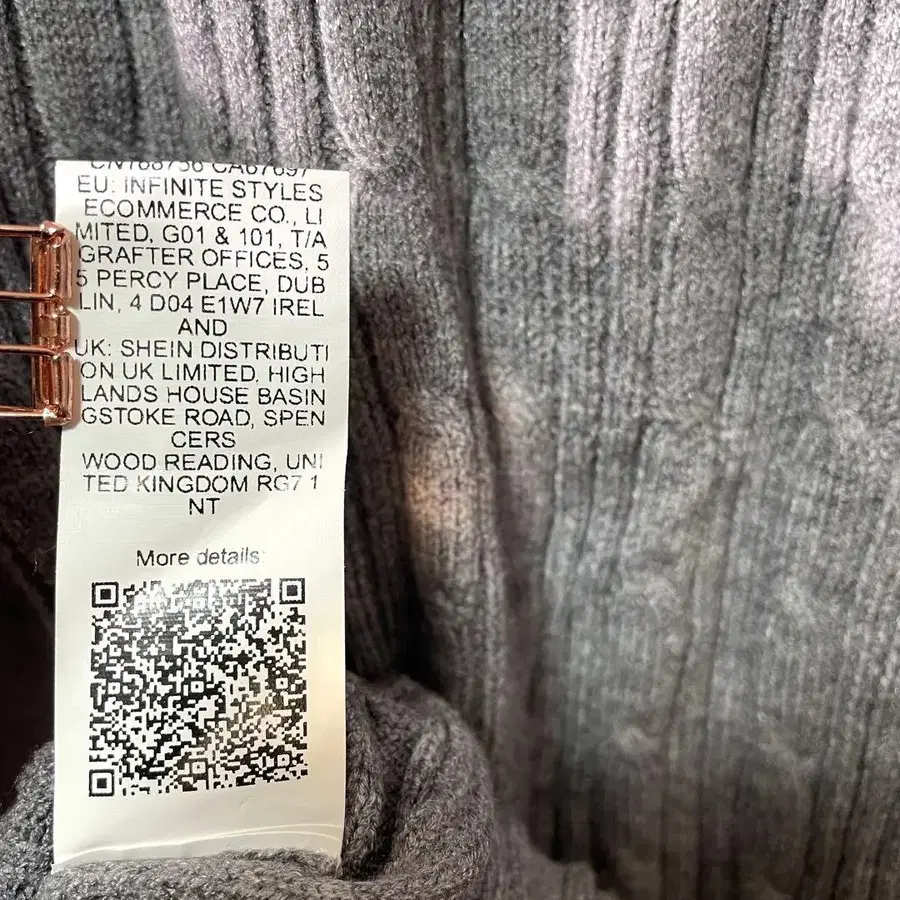 CN168756 CA67697
EU: INFINITE STYLES
ECOMMERCE CO., LI
MITED, G01 & 101, T/A
GRAFTER OFFICES, 5
5 PERCY PLACE, DUB
LIN, 4 D04 E1W7 IREL
AND
UK: SHEIN DISTRIBUTI
ON UK LIMITED, HIGH
LANDS HOUSE BASIN
GSTOKE ROAD, SPEN
CERS
WOOD READING, UNI
TED KINGDOM RG7 1
NT
More details: